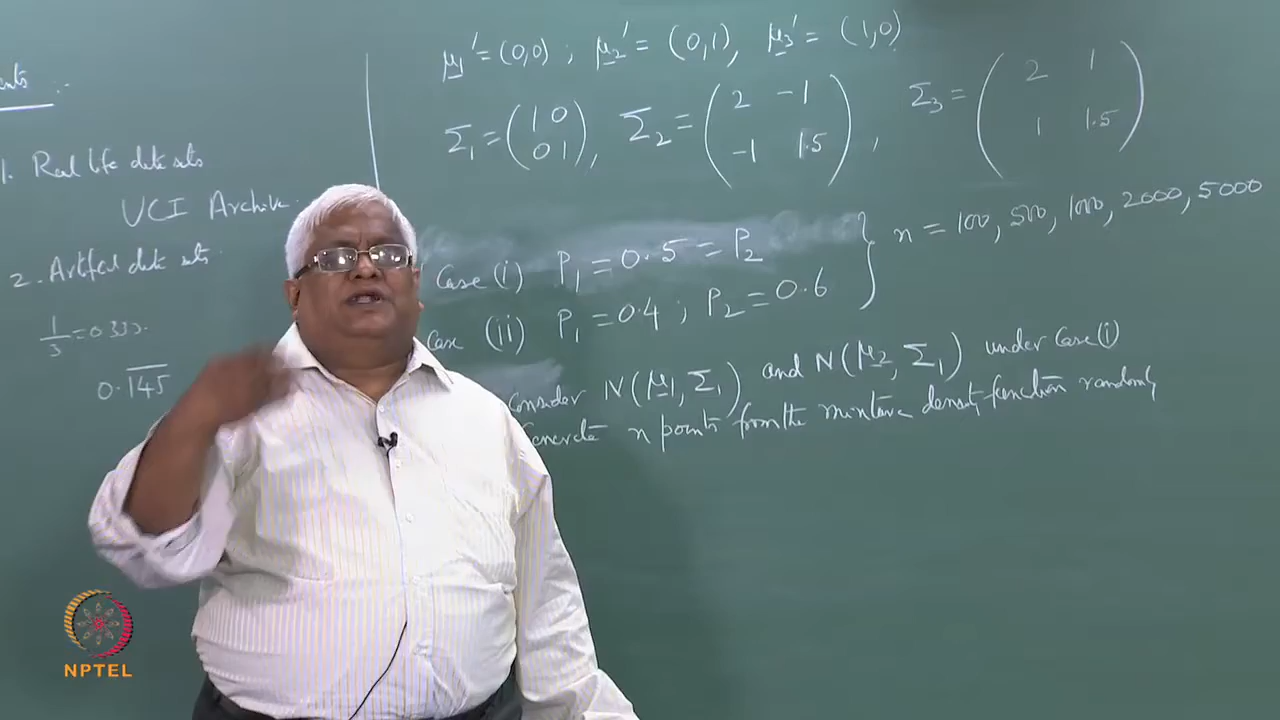 ents :-
1. Real life data sets
UCI Archive.
2. Artificial data sets.
1/3 = 0.333.
0.145
μ1' = (0,0) ; μ2' = (0,1), μ3' = (1,0)
Σ1 = (1 0
0 1), Σ2 = (2 -1
-1 1.5), Σ3 = (2 1
1 1.5)
Case (i) P1 = 0.5 = P2
Case (ii) P1 = 0.4 ; P2 = 0.6 } n = 100, 500, 1000, 2000, 5000
Consider N(μ1, Σ1) and N(μ2, Σ1) under Case (i)
enerate n points from the mixture density function randomly
NPTEL